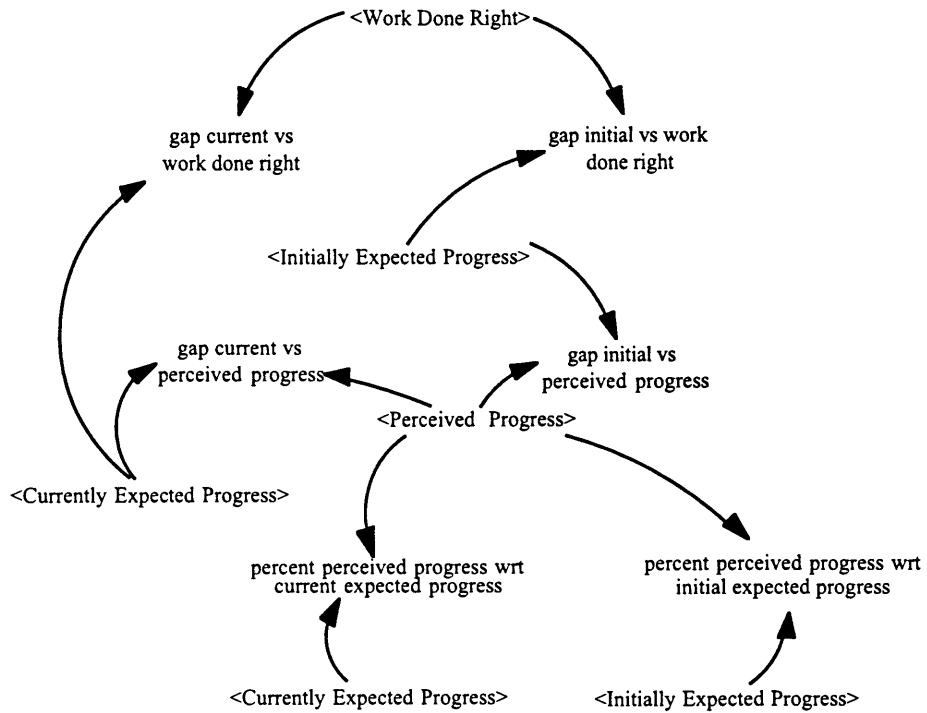 <Work Done Right>
gap current vs
work done right
gap initial vs work
done right
<Initially Expected Progress>
gap current vs
perceived progress
gap initial vs
perceived progress
<Perceived Progress>
<Currently Expected Progress>
percent perceived progress wrt
current expected progress
percent perceived progress wrt
initial expected progress
<Currently Expected Progress>
<Initially Expected Progress>